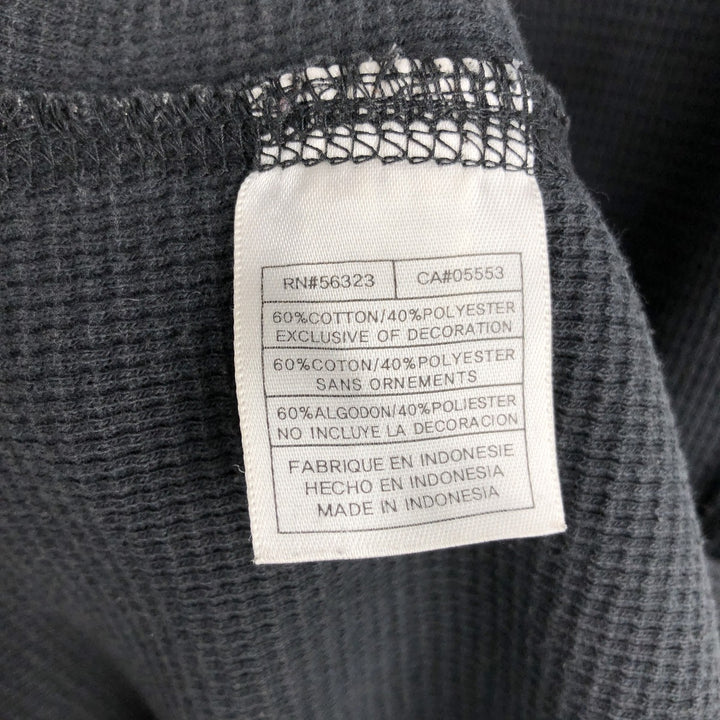 RN#56323 CA#05553
60%COTTON/40%POLYESTER
EXCLUSIVE OF DECORATION
60%COTON/40%POLYESTER
SANS ORNEMENTS
60%ALGODON/40%POLIESTER
NO INCLUYE LA DECORACION
FABRIQUE EN INDONESIE
HECHO EN INDONESIA
MADE IN INDONESIA